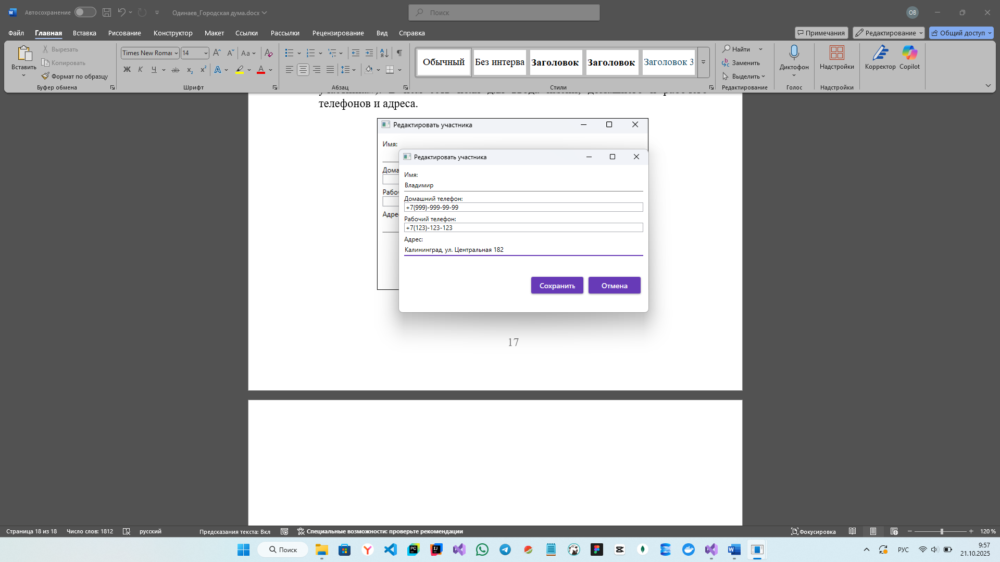 Автосохранение
Одинаев_Городская дума.docx
Поиск
ОВ
Файл Главная Вставка Рисование Конструктор Макет Ссылки Рассылки Рецензирование Вид Справка
Примечания Редактирование Общий доступ
Вставить
Вырезать
Копировать
Формат по образцу
Буфер обмена
Times New Roma 14
Шрифт
Абзац
Обычный Без интерва Заголовок Заголовок Заголовок 3
Стили
Найти
Заменить
Выделить
Редактирование
Диктофон
Голос
Надстройки
Надстройки
Корректор Copilot
телефонов и адреса.
Редактировать участника
Имя:
Дома
Рабоч
Адрес
Редактировать участника
Имя:
Владимир
Домашний телефон:
+7(999)-999-99-99
Рабочий телефон:
+7(123)-123-123
Адрес:
Калининград, ул. Центральная 182
Сохранить Отмена
17
Страница 18 из 18 Число слов: 1812 русский Предсказания текста: Вкл Специальные возможности: проверьте рекомендации Фокусировка 120 %
Поиск
РУС
9:57
21.10.2025